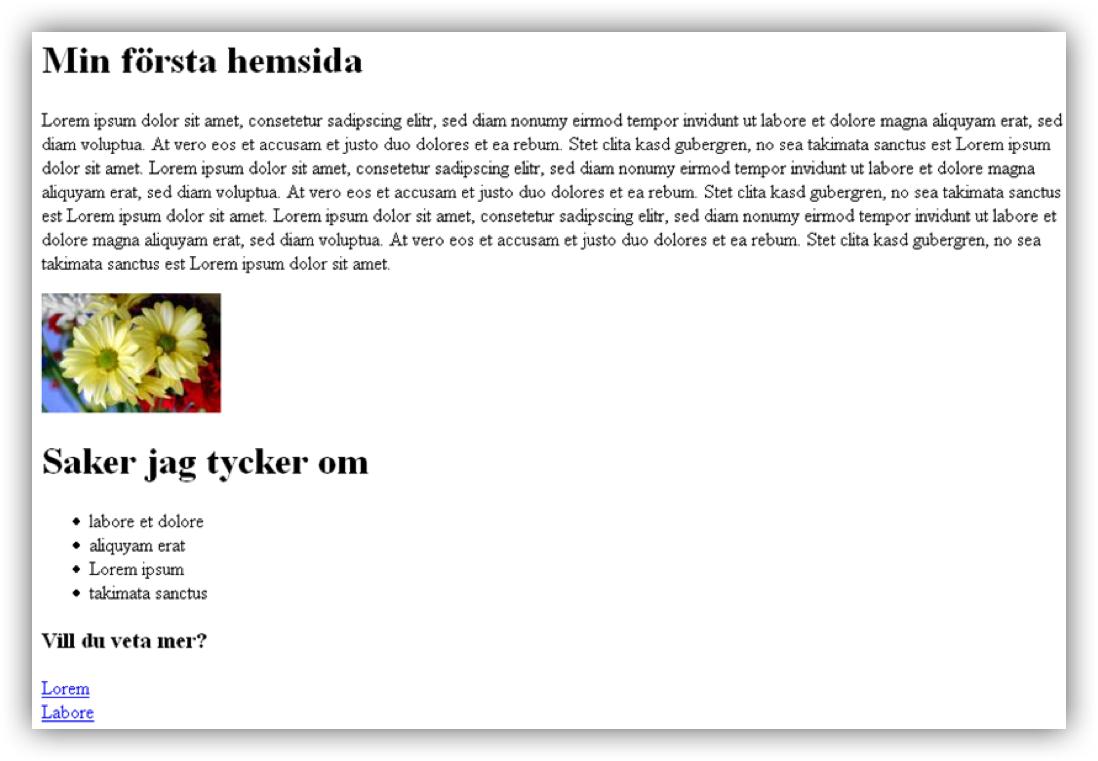 Min första hemsida
Lorem ipsum dolor sit amet, consetetur sadipscing elitr, sed diam nonumy eirmod tempor invidunt ut labore et dolore magna aliquyam erat, sed
diam voluptua. At vero eos et accusam et justo duo dolores et ea rebum. Stet clita kasd gubergren, no sea takimata sanctus est Lorem ipsum
dolor sit amet. Lorem ipsum dolor sit amet, consetetur sadipscing elitr, sed diam nonumy eirmod tempor invidunt ut labore et dolore magna
aliquyam erat, sed diam voluptua. At vero eos et accusam et justo duo dolores et ea rebum. Stet clita kasd gubergren, no sea takimata sanctus
est Lorem ipsum dolor sit amet. Lorem ipsum dolor sit amet, consetetur sadipscing elitr, sed diam nonumy eirmod tempor invidunt ut labore et
dolore magna aliquyam erat, sed diam voluptua. At vero eos et accusam et justo duo dolores et ea rebum. Stet clita kasd gubergren, no sea
takimata sanctus est Lorem ipsum dolor sit amet.
Saker jag tycker om
• labore et dolore
• aliquyam erat
• Lorem ipsum
• takimata sanctus
Vill du veta mer?
Lorem
Labore